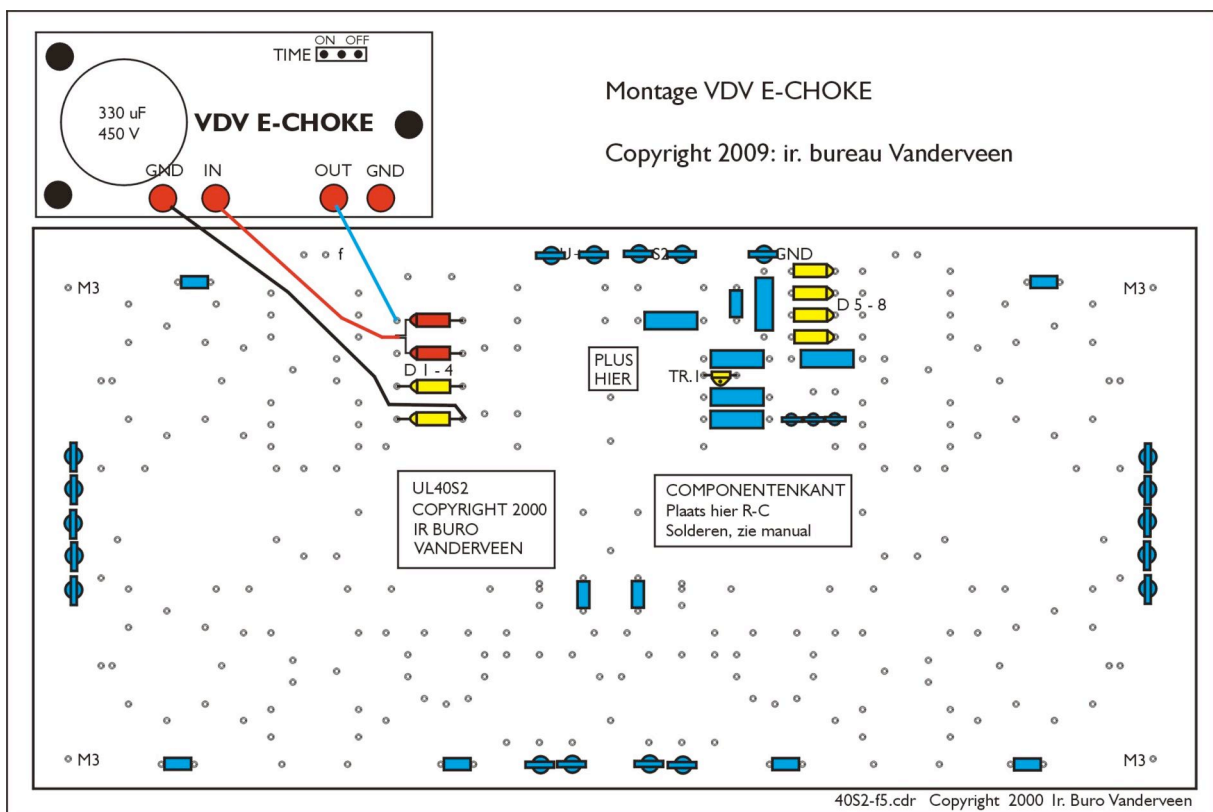 ON OFF
TIME
330 uF
450 V
VDV E-CHOKE
GND IN OUT GND
Montage VDV E-CHOKE
Copyright 2009: ir. bureau Vanderveen
f
S2
GND
M3
M3
D 5 - 8
D 1 - 4
PLUS
HIER
TR.1
UL40S2
COPYRIGHT 2000
IR BURO
VANDERVEEN
COMPONENTENKANT
Plaats hier R-C
Solderen, zie manual
M3
M3
40S2-f5.cdr Copyright 2000 Ir. Buro Vanderveen